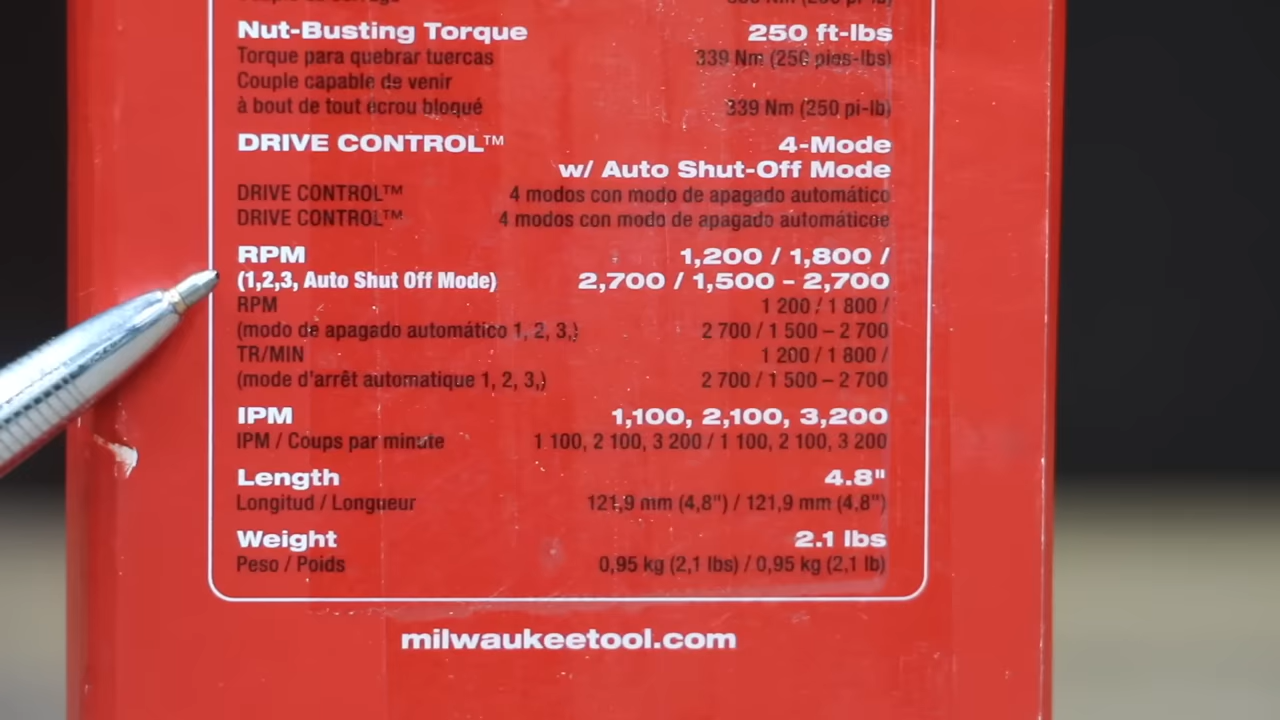 Nut-Busting Torque 250 ft-lbs
Torque para quebrar tuercas 339 Nm (250 pies-lbs)
Couple capable de venir
à bout de tout écrou bloqué 339 Nm (250 pi-lb)
DRIVE CONTROL™ 4-Mode
w/ Auto Shut-Off Mode
DRIVE CONTROL™ 4 modos con modo de apagado automático
DRIVE CONTROL™ 4 modos con modo de apagado automáticoe
RPM 1,200 / 1,800 /
(1,2,3, Auto Shut Off Mode) 2,700 / 1,500 – 2,700
RPM 1 200 / 1 800 /
(modo de apagado automático 1, 2, 3,) 2 700 / 1 500 – 2 700
TR/MIN 1 200 / 1 800 /
(mode d'arrêt automatique 1, 2, 3,) 2 700 / 1 500 – 2 700
IPM 1,100, 2,100, 3,200
IPM / Coups par minute 1 100, 2 100, 3 200 / 1 100, 2 100, 3 200
Length 4.8"
Longitud / Longueur 121,9 mm (4,8") / 121,9 mm (4,8")
Weight 2.1 lbs
Peso / Poids 0,95 kg (2,1 lbs) / 0,95 kg (2,1 lb)
milwaukeetool.com